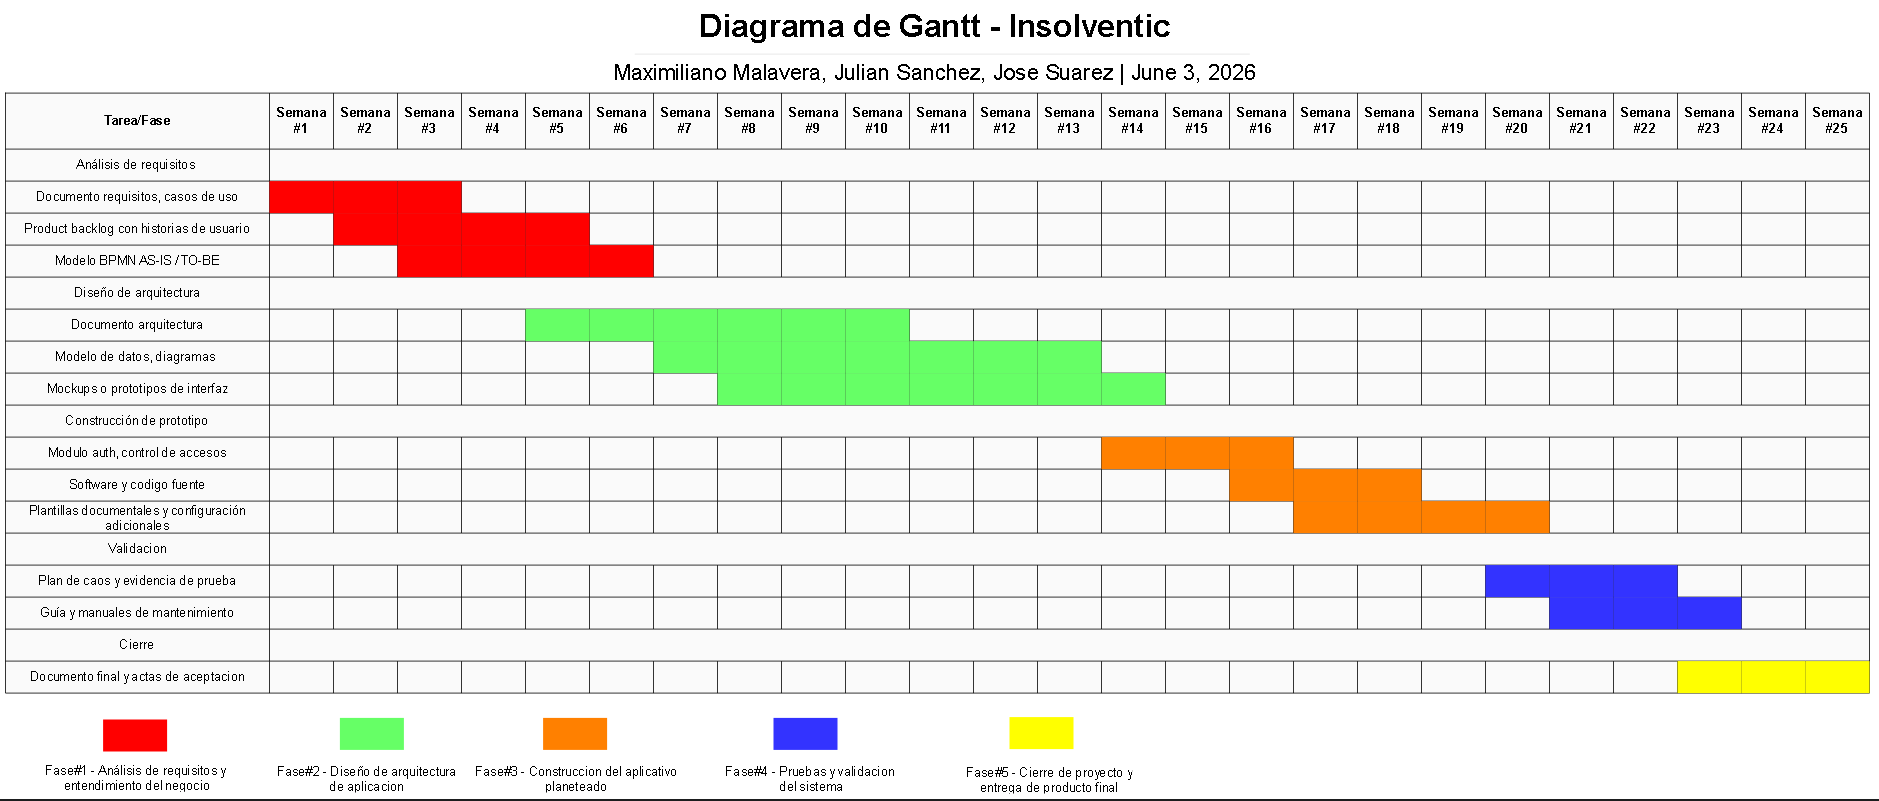 Diagrama de Gantt - Insolventic
Maximiliano Malavera, Julian Sanchez, Jose Suarez | June 3, 2026
Tarea/Fase
Semana #1
Semana #2
Semana #3
Semana #4
Semana #5
Semana #6
Semana #7
Semana #8
Semana #9
Semana #10
Semana #11
Semana #12
Semana #13
Semana #14
Semana #15
Semana #16
Semana #17
Semana #18
Semana #19
Semana #20
Semana #21
Semana #22
Semana #23
Semana #24
Semana #25
Análisis de requisitos
Documento requisitos, casos de uso
Product backlog con historias de usuario
Modelo BPMN AS-IS / TO-BE
Diseño de arquitectura
Documento arquitectura
Modelo de datos, diagramas
Mockups o prototipos de interfaz
Construcción de prototipo
Modulo auth, control de accesos
Software y codigo fuente
Plantillas documentales y configuración
adicionales
Validacion
Plan de caos y evidencia de prueba
Guía y manuales de mantenimiento
Cierre
Documento final y actas de aceptacion
Fase#1 - Análisis de requisitos y
entendimiento del negocio
Fase#2 - Diseño de arquitectura
de aplicacion
Fase#3 - Construccion del aplicativo
planeteado
Fase#4 - Pruebas y validacion
del sistema
Fase#5 - Cierre de proyecto y
entrega de producto final